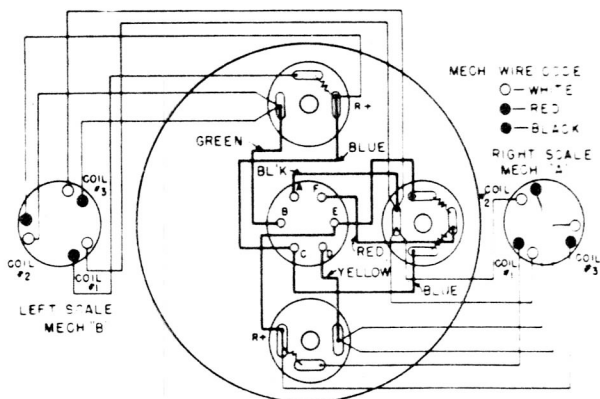 MECH WIRE CODE
— WHITE
— RED
— BLACK
RIGHT SCALE
MECH "A"
R+
GREEN
BLUE
BL'K
A
F
B
E
C
D
RED
YELLOW
BLUE
R+
COIL
#3
COIL
#2
COIL
#1
LEFT SCALE
MECH "B
COIL
#2
COIL
#1
COIL
#3